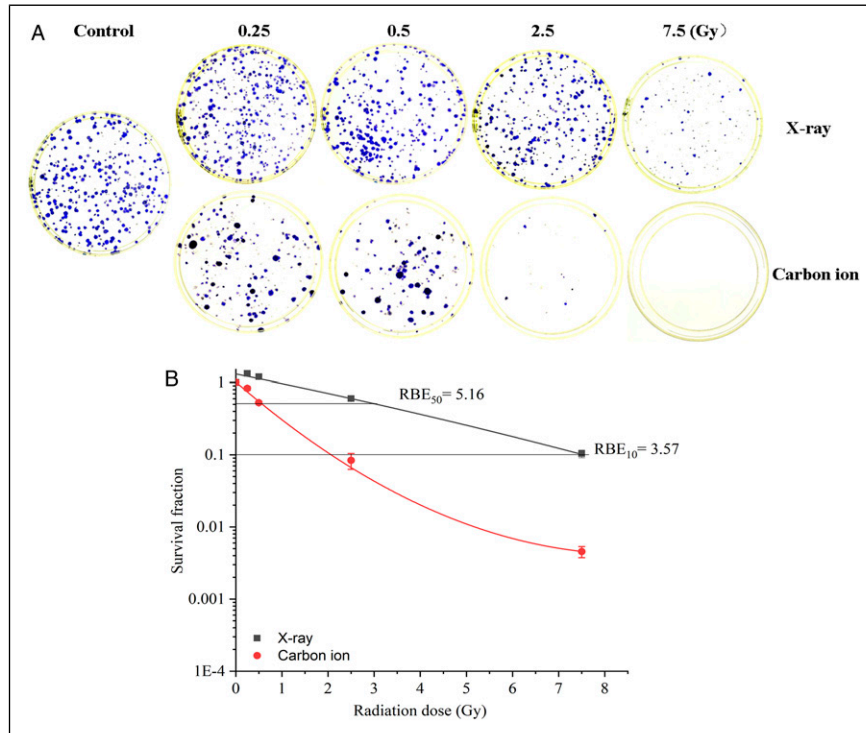 A
Control 0.25 0.5 2.5 7.5 (Gy）
X-ray
Carbon ion
B
RBE50= 5.16
RBE10= 3.57
1
0.1
0.01
0.001
1E-4
Survival fraction
X-ray
Carbon ion
0 1 2 3 4 5 6 7 8
Radiation dose (Gy)